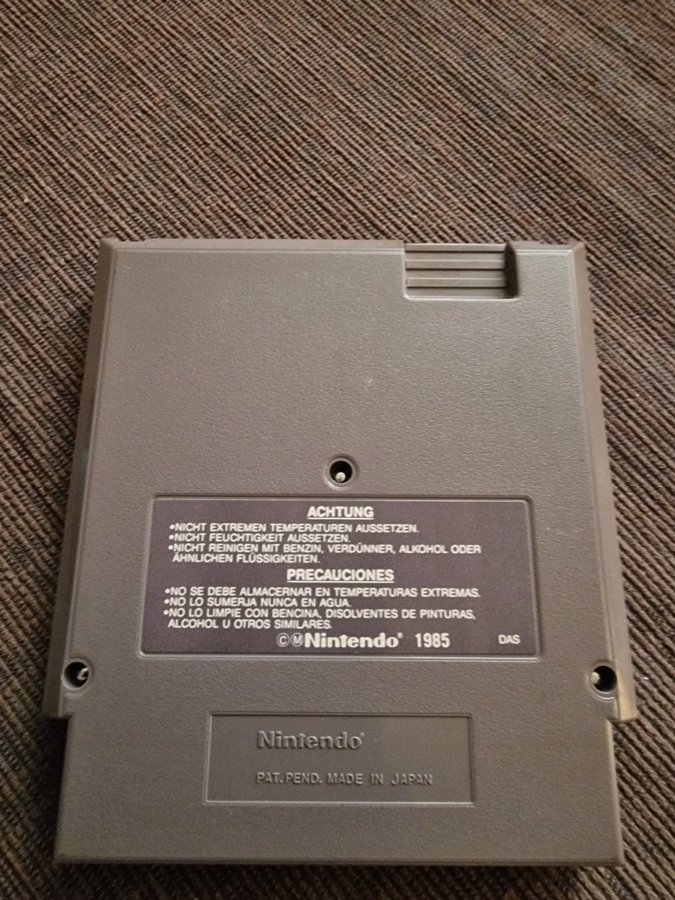 ACHTUNG
•NICHT EXTREMEN TEMPERATUREN AUSSETZEN.
•NICHT FEUCHTIGKEIT AUSSETZEN.
•NICHT REINIGEN MIT BENZIN, VERDÜNNER, ALKOHOL ODER
ÄHNLICHEN FLÜSSIGKEITEN.
PRECAUCIONES
•NO SE DEBE ALMACERNAR EN TEMPERATURAS EXTREMAS.
•NO LO SUMERJA NUNCA EN AGUA.
•NO LO LIMPIE CON BENCINA, DISOLVENTES DE PINTURAS,
ALCOHOL U OTROS SIMILARES.
©Ⓜ Nintendo® 1985 DAS
Nintendo®
PAT. PEND. MADE IN JAPAN